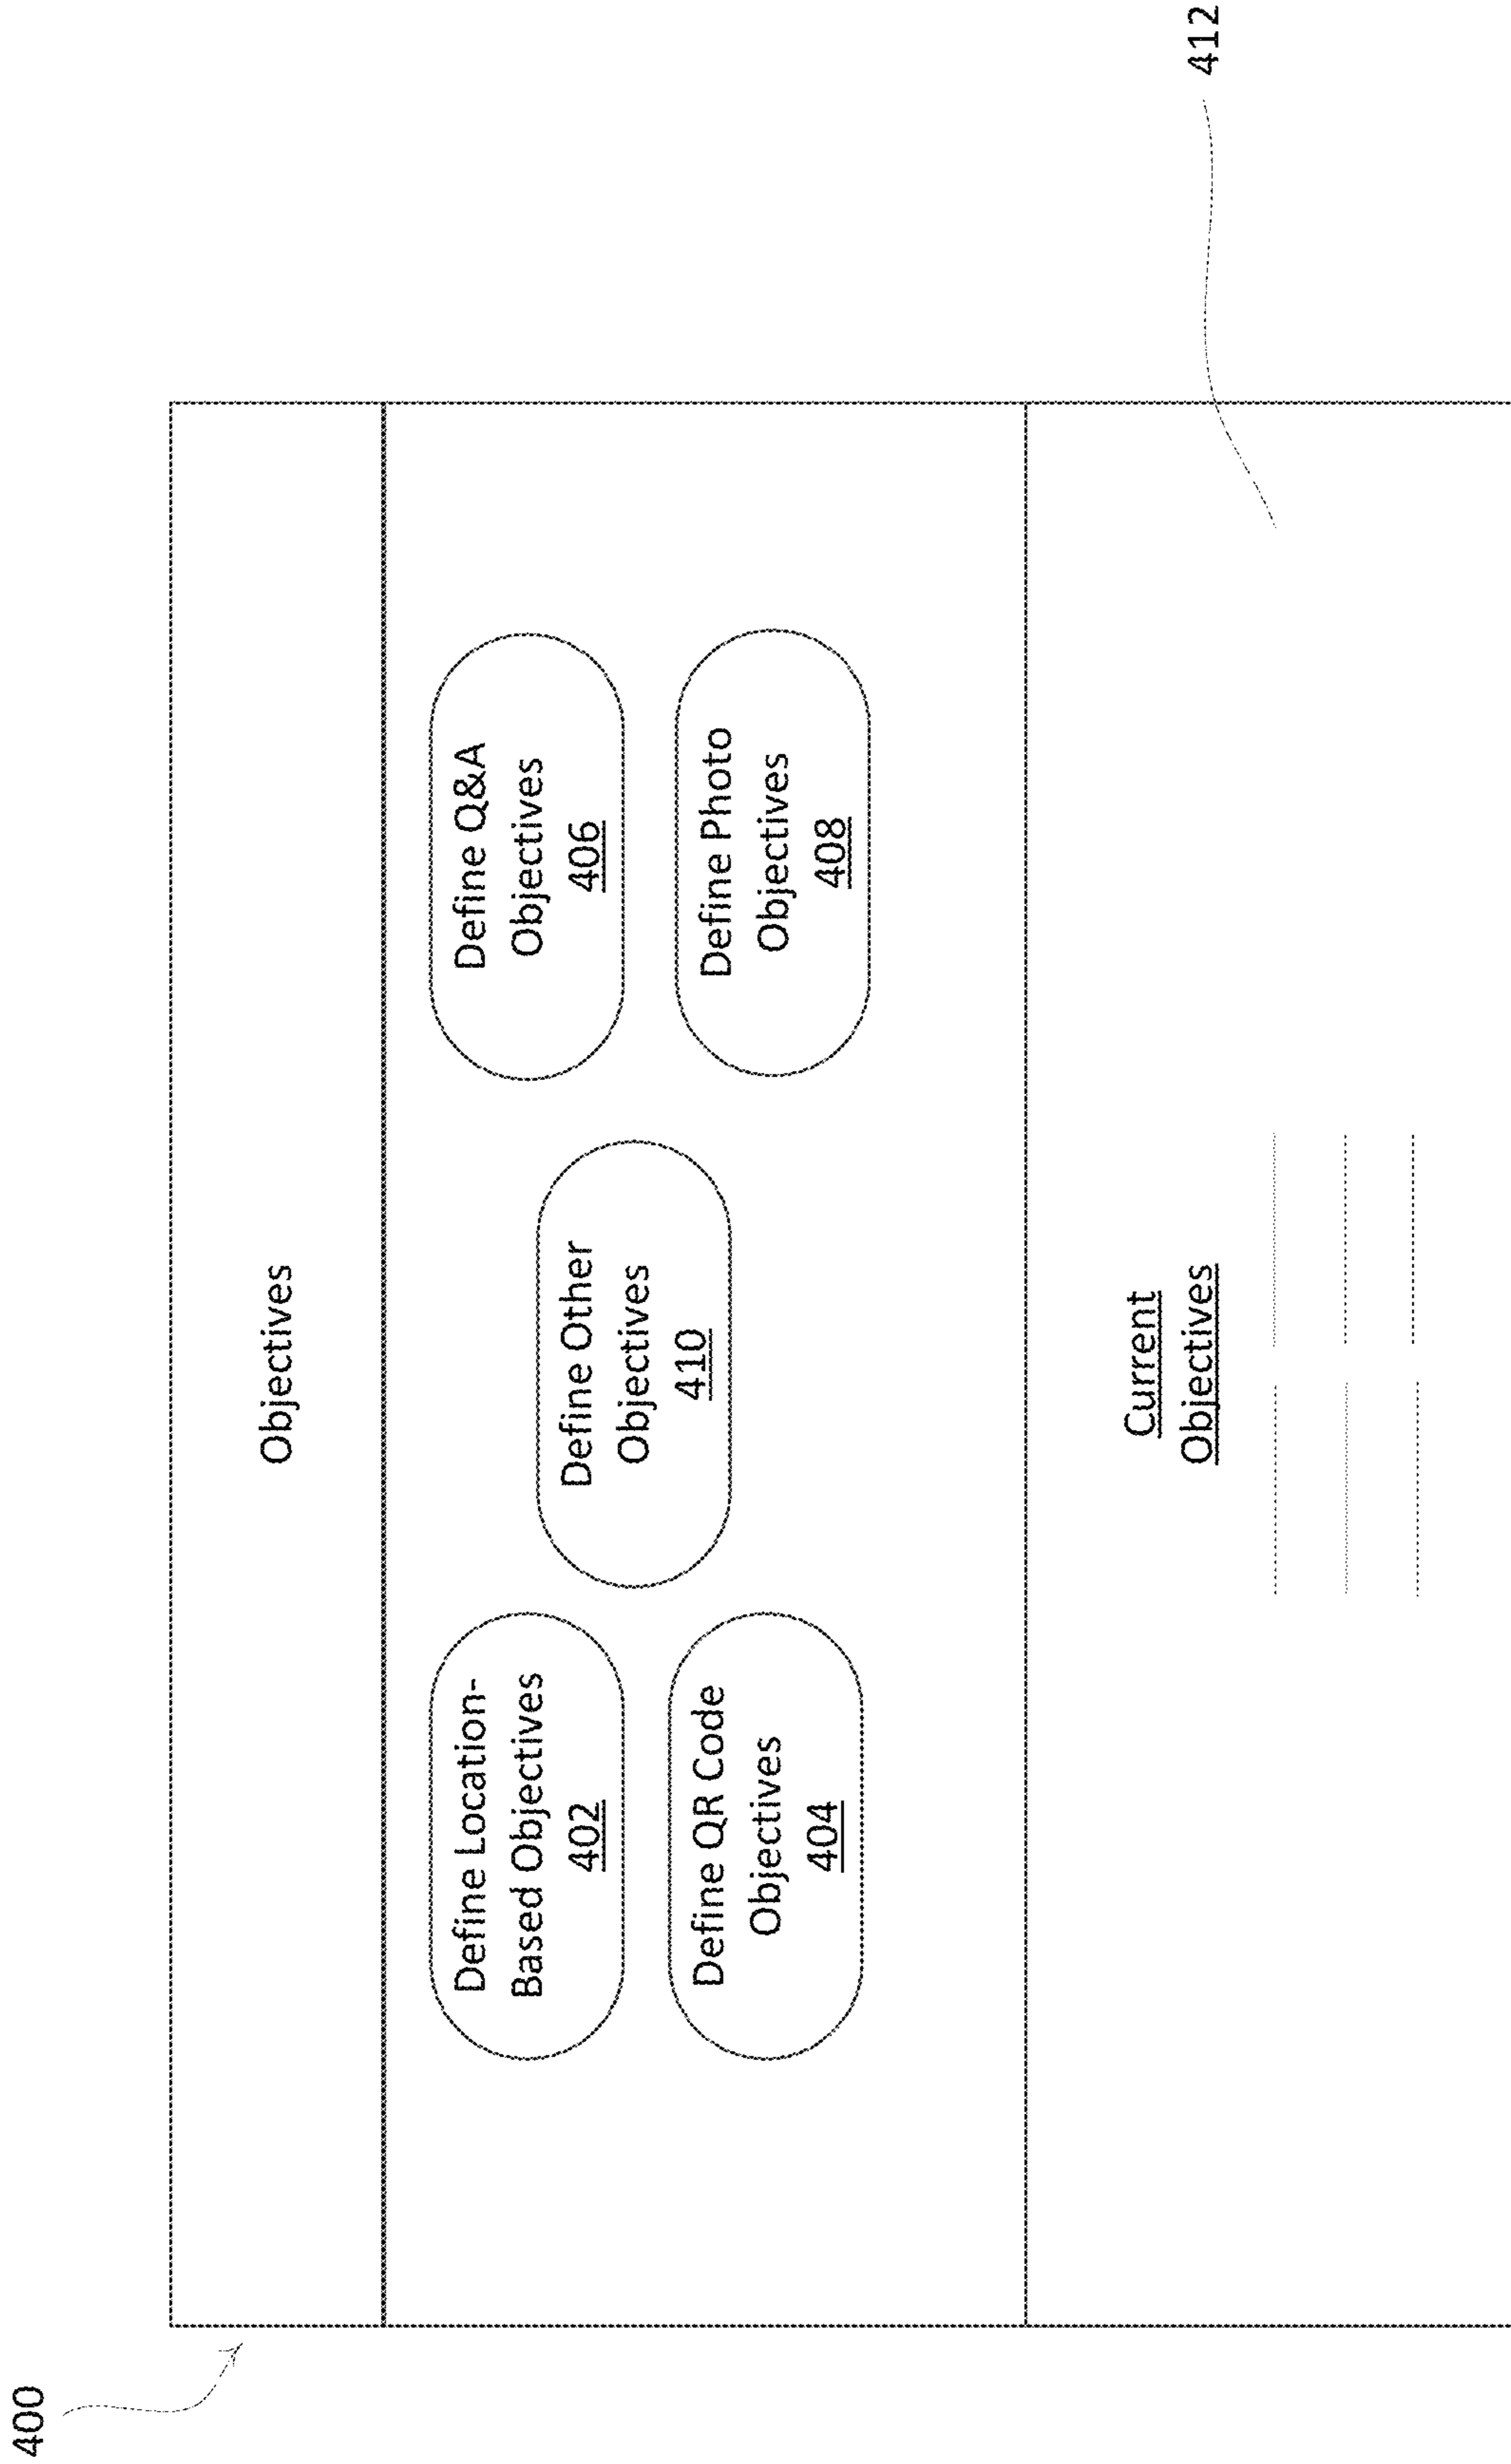 400
Objectives
Define Location-
Based Objectives
402
Define Q&A
Objectives
406
Define Other
Objectives
410
Define QR Code
Objectives
404
Define Photo
Objectives
408
Current
Objectives
412